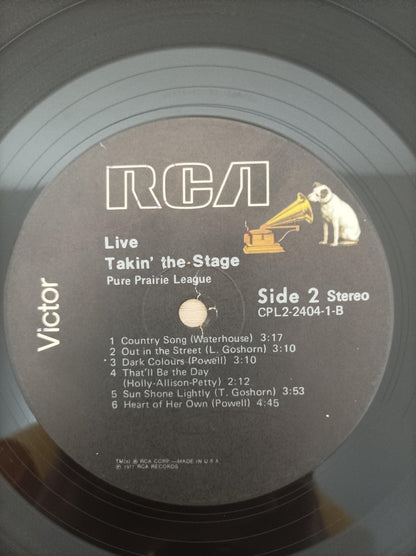 RCA
Live
Takin' the Stage
Pure Prairie League
Side 2 Stereo
CPL2-2404-1-B
Victor
1 Country Song (Waterhouse) 3:17
2 Out in the Street (L. Goshorn) 3:10
3 Dark Colours (Powell) 3:10
4 That'll Be the Day
(Holly-Allison-Petty) 2:12
5 Sun Shone Lightly (T. Goshorn) 3:53
6 Heart of Her Own (Powell) 4:45
TM(s) ® RCA CORP.—MADE IN U.S.A.
℗ 1977 RCA RECORDS